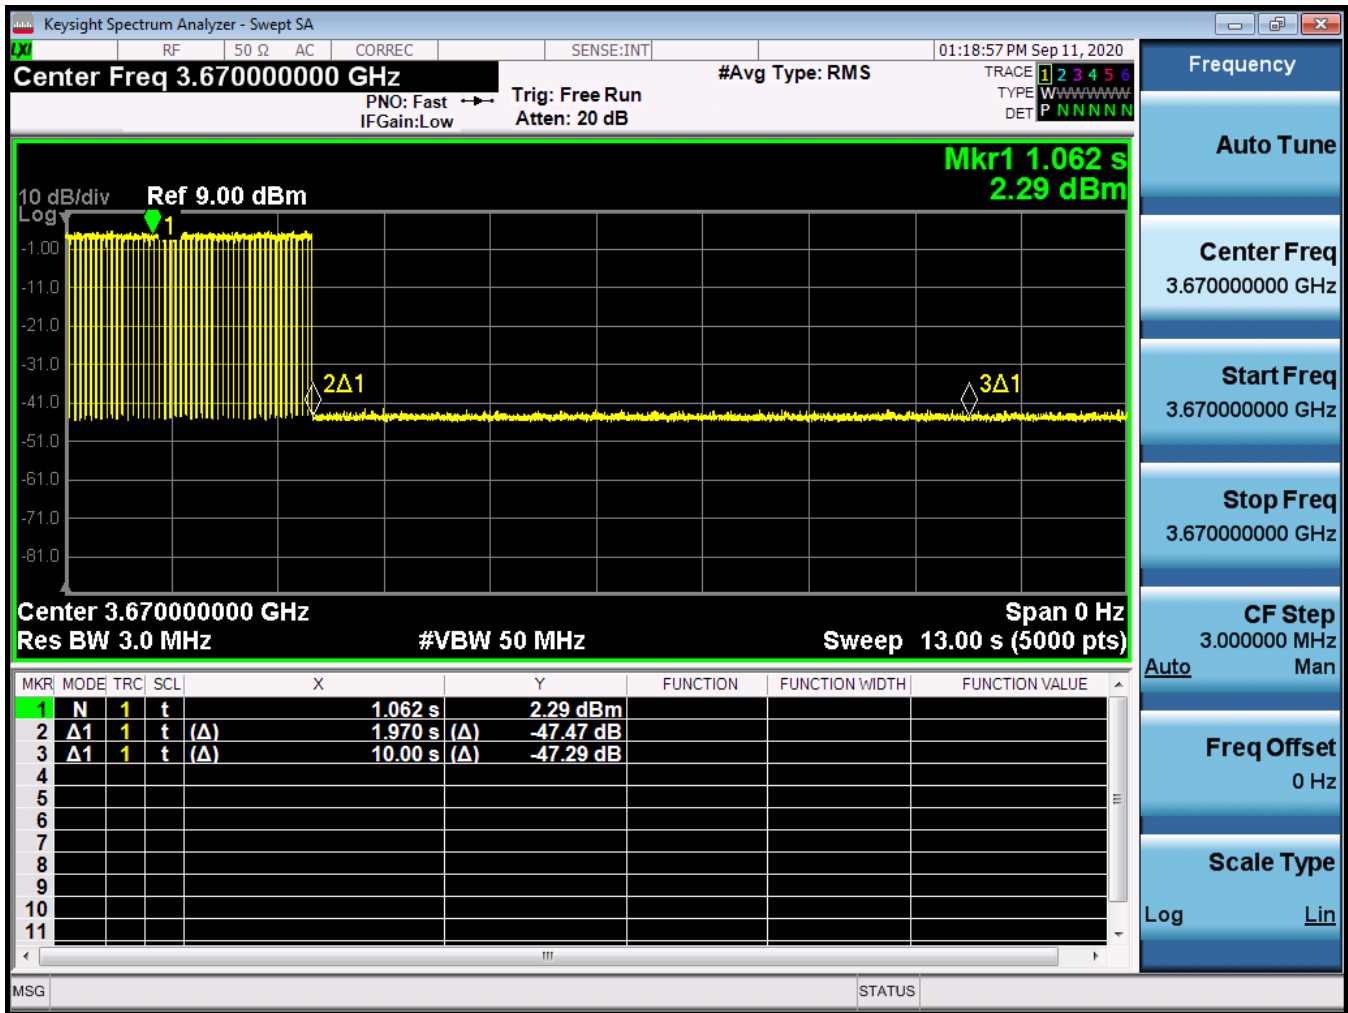 Keysight Spectrum Analyzer - Swept SA
LXI RF 50 Ω AC CORREC SENSE:INT 01:18:57 PM Sep 11, 2020
Center Freq 3.670000000 GHz
PNO: Fast
IFGain:Low
Trig: Free Run
Atten: 20 dB
#Avg Type: RMS
TRACE 1 2 3 4 5 6
TYPE WWWWWWW
DET P N N N N N
Mkr1 1.062 s
2.29 dBm
10 dB/div Ref 9.00 dBm
Log
1
-1.00
-11.0
-21.0
-31.0
2Δ1
3Δ1
-41.0
-51.0
-61.0
-71.0
-81.0
Center 3.670000000 GHz Span 0 Hz
Res BW 3.0 MHz #VBW 50 MHz Sweep 13.00 s (5000 pts)
MKR MODE TRC SCL X Y FUNCTION FUNCTION WIDTH FUNCTION VALUE
1 N 1 t 1.062 s 2.29 dBm
2 Δ1 1 t (Δ) 1.970 s (Δ) -47.47 dB
3 Δ1 1 t (Δ) 10.00 s (Δ) -47.29 dB
4
5
6
7
8
9
10
11
MSG STATUS
Frequency
Auto Tune
Center Freq
3.670000000 GHz
Start Freq
3.670000000 GHz
Stop Freq
3.670000000 GHz
CF Step
3.000000 MHz
Auto Man
Freq Offset
0 Hz
Scale Type
Log Lin